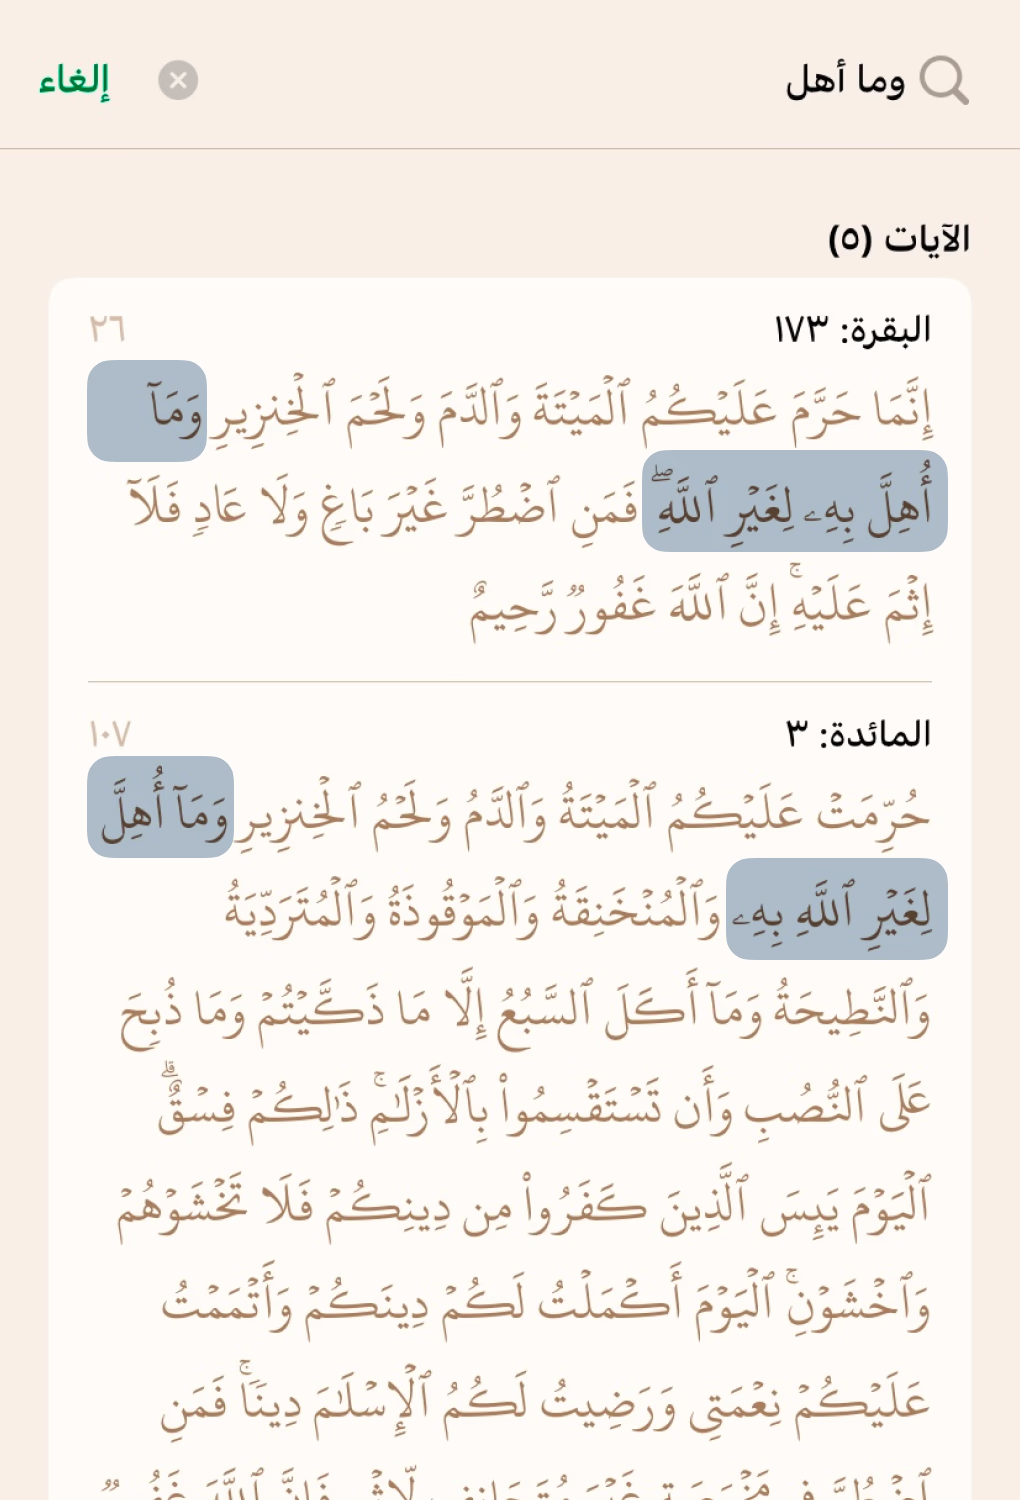 وما أهل
إلغاء
الآيات (٥)
البقرة: ١٧٣
٢٦
إِنَّمَا حَرَّمَ عَلَيْكُمُ ٱلْمَيْتَةَ وَٱلدَّمَ وَلَحْمَ ٱلْخِنزِيرِ وَمَآ
أُهِلَّ بِهِۦ لِغَيْرِ ٱللَّهِۖ فَمَنِ ٱضْطُرَّ غَيْرَ بَاغٍ وَلَا عَادٍ فَلَآ
إِثْمَ عَلَيْهِۚ إِنَّ ٱللَّهَ غَفُورٌ رَّحِيمٌ
المائدة: ٣
١٠٧
حُرِّمَتْ عَلَيْكُمُ ٱلْمَيْتَةُ وَٱلدَّمُ وَلَحْمُ ٱلْخِنزِيرِ وَمَآ أُهِلَّ
لِغَيْرِ ٱللَّهِ بِهِۦ وَٱلْمُنْخَنِقَةُ وَٱلْمَوْقُوذَةُ وَٱلْمُتَرَدِّيَةُ
وَٱلنَّطِيحَةُ وَمَآ أَكَلَ ٱلسَّبُعُ إِلَّا مَا ذَكَّيْتُمْ وَمَا ذُبِحَ
عَلَى ٱلنُّصُبِ وَأَن تَسْتَقْسِمُوا۟ بِٱلْأَزْلَـٰمِۚ ذَٰلِكُمْ فِسْقٌۗ
ٱلْيَوْمَ يَئِسَ ٱلَّذِينَ كَفَرُوا۟ مِن دِينِكُمْ فَلَا تَخْشَوْهُمْ
وَٱخْشَوْنِۚ ٱلْيَوْمَ أَكْمَلْتُ لَكُمْ دِينَكُمْ وَأَتْمَمْتُ
عَلَيْكُمْ نِعْمَتِى وَرَضِيتُ لَكُمُ ٱلْإِسْلَـٰمَ دِينًاۚ فَمَنِ